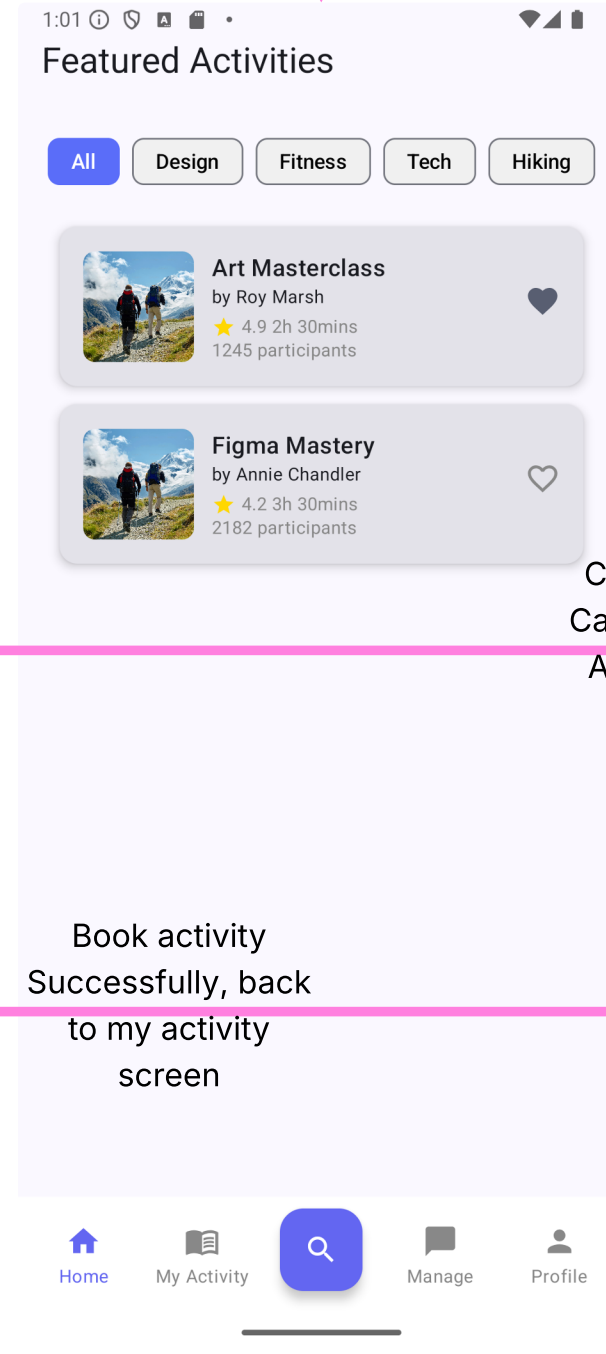 1:01
Featured Activities
All Design Fitness Tech Hiking
Art Masterclass
by Roy Marsh
4.9 2h 30mins
1245 participants
Figma Mastery
by Annie Chandler
4.2 3h 30mins
2182 participants
C
Ca
A
Book activity
Successfully, back
to my activity
screen
Home My Activity Manage Profile